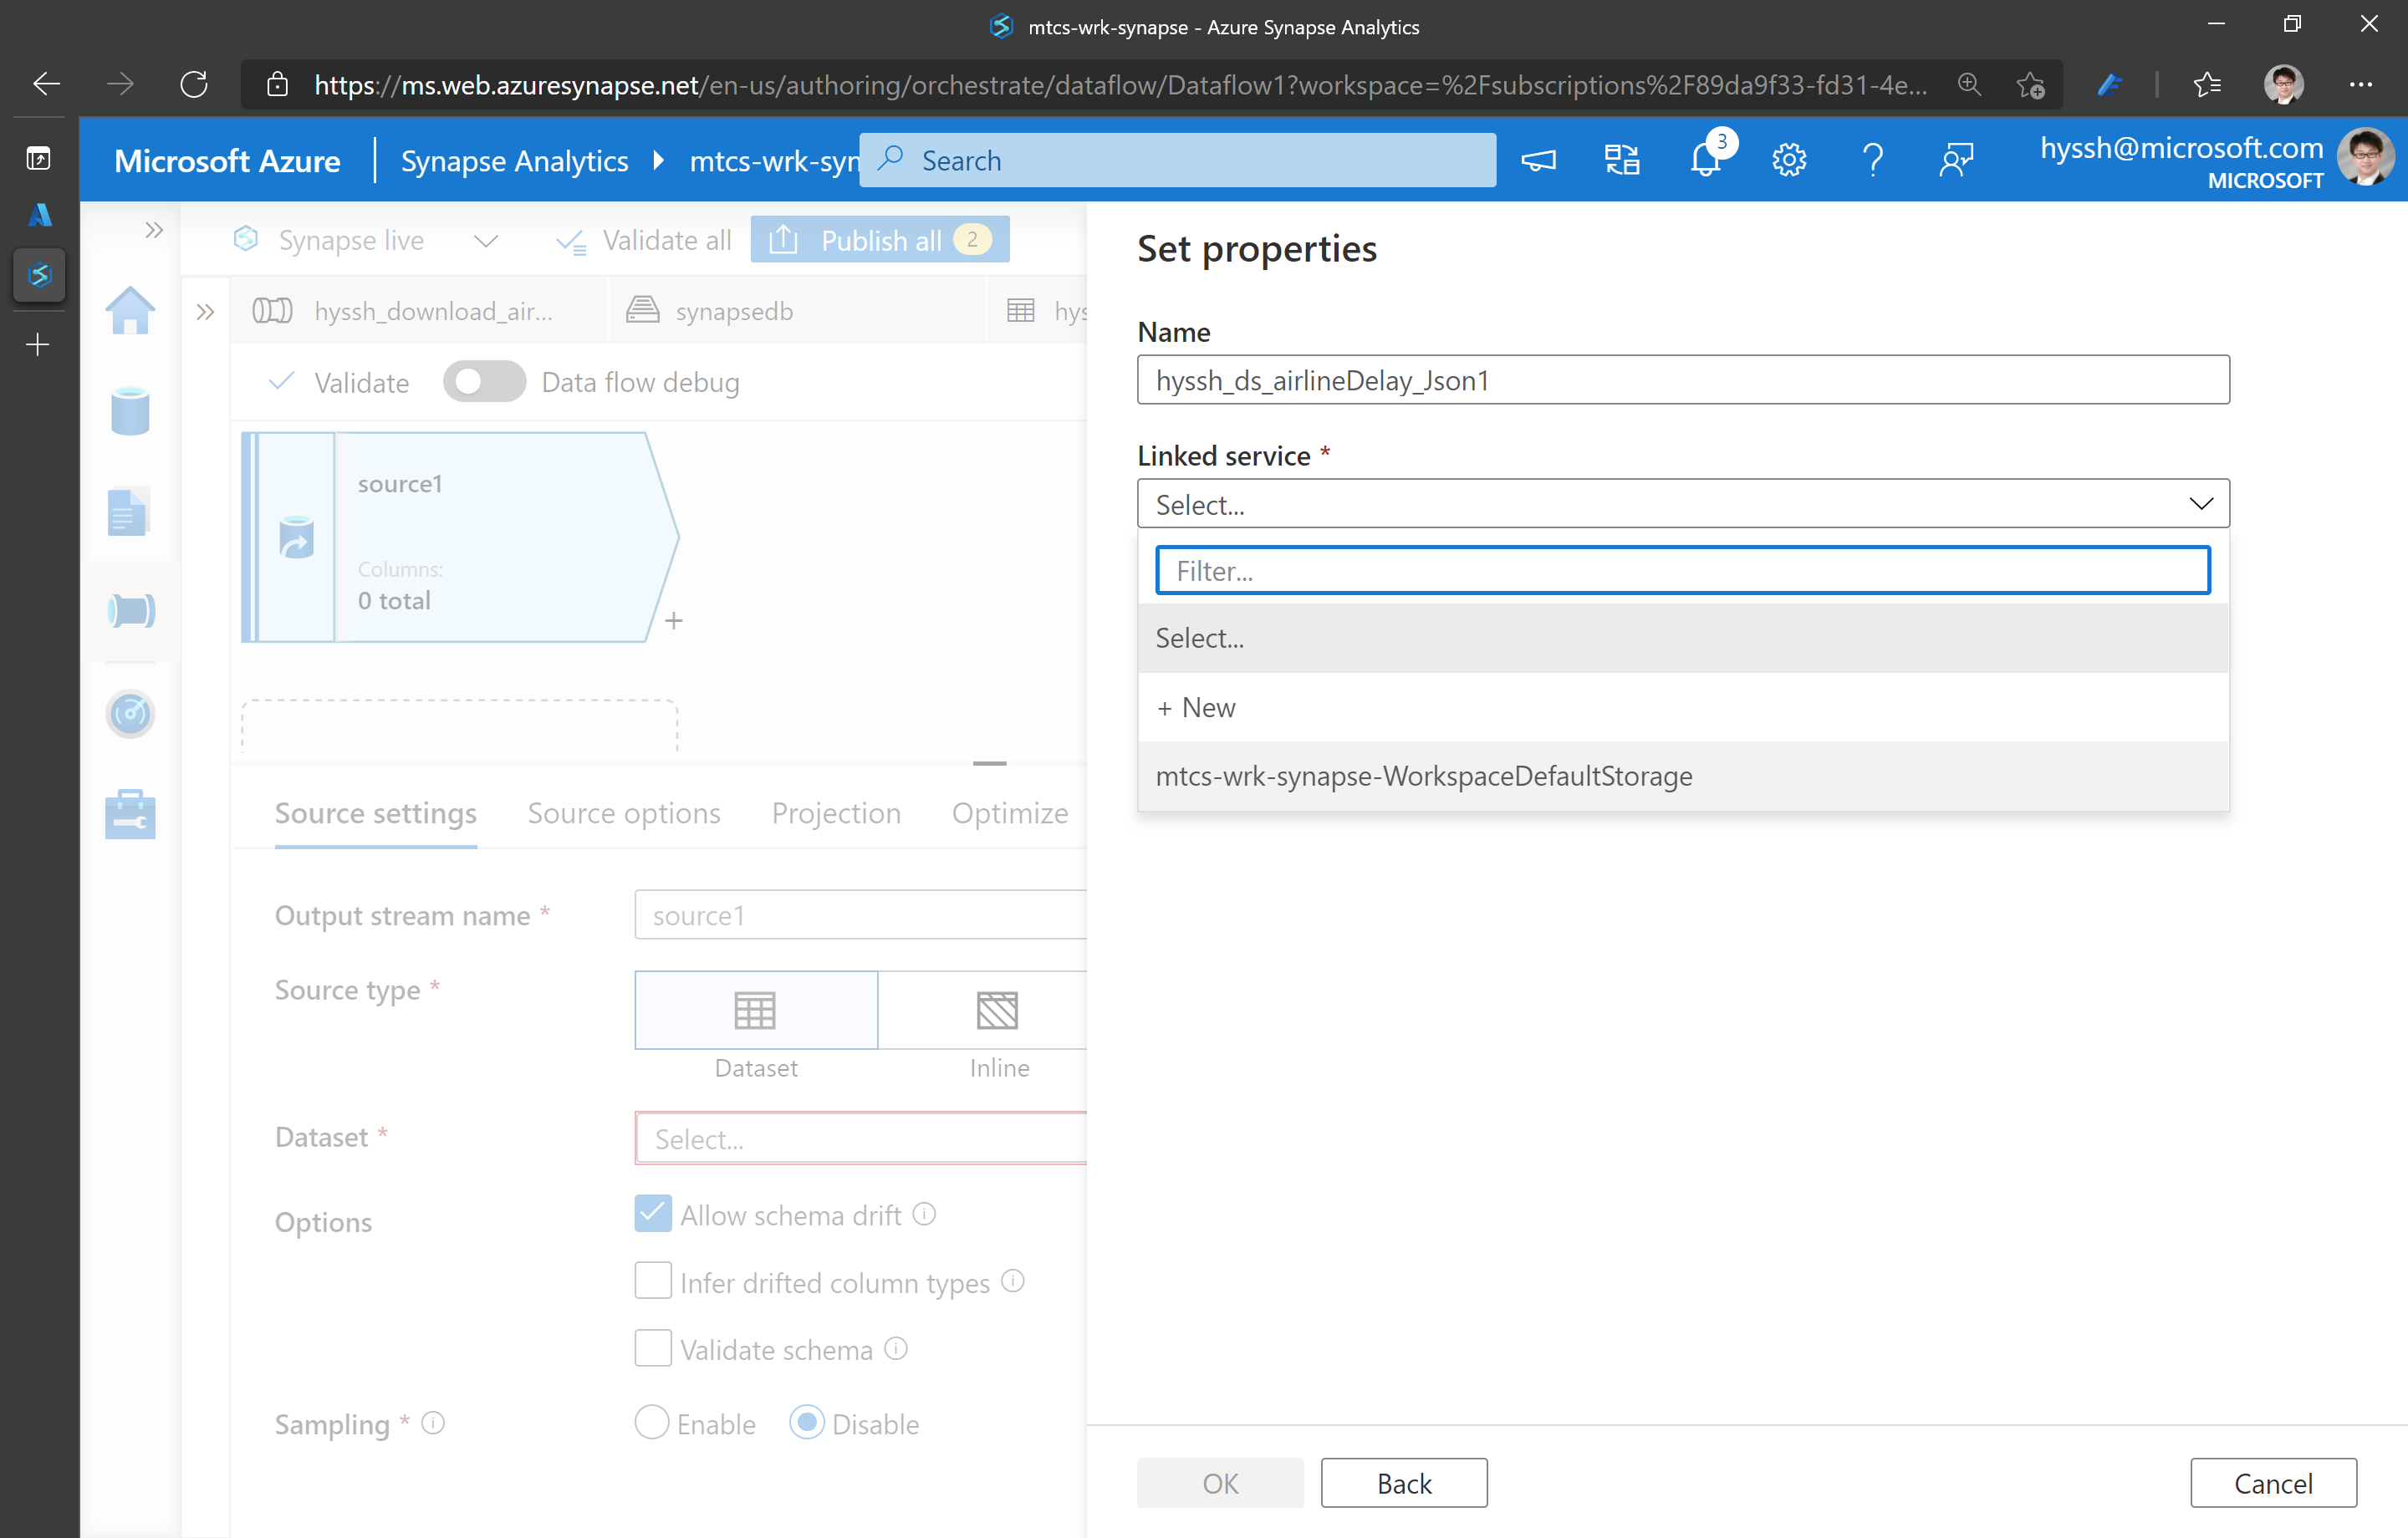 mtcs-wrk-synapse - Azure Synapse Analytics
https://ms.web.azuresynapse.net/en-us/authoring/orchestrate/dataflow/Dataflow1?workspace=%2Fsubscriptions%2F89da9f33-fd31-4e...
Microsoft Azure
Synapse Analytics
mtcs-wrk-syn
Search
3
hyssh@microsoft.com
MICROSOFT
Synapse live
Validate all
Publish all
2
hyssh_download_air...
synapsedb
hys
Validate
Data flow debug
source1
Columns:
0 total
+
Source settings
Source options
Projection
Optimize
Output stream name *
source1
Source type *
Dataset
Inline
Dataset *
Select...
Options
Allow schema drift
Infer drifted column types
Validate schema
Sampling *
Enable
Disable
Set properties
Name
hyssh_ds_airlineDelay_Json1
Linked service *
Select...
Filter...
Select...
+ New
mtcs-wrk-synapse-WorkspaceDefaultStorage
OK
Back
Cancel